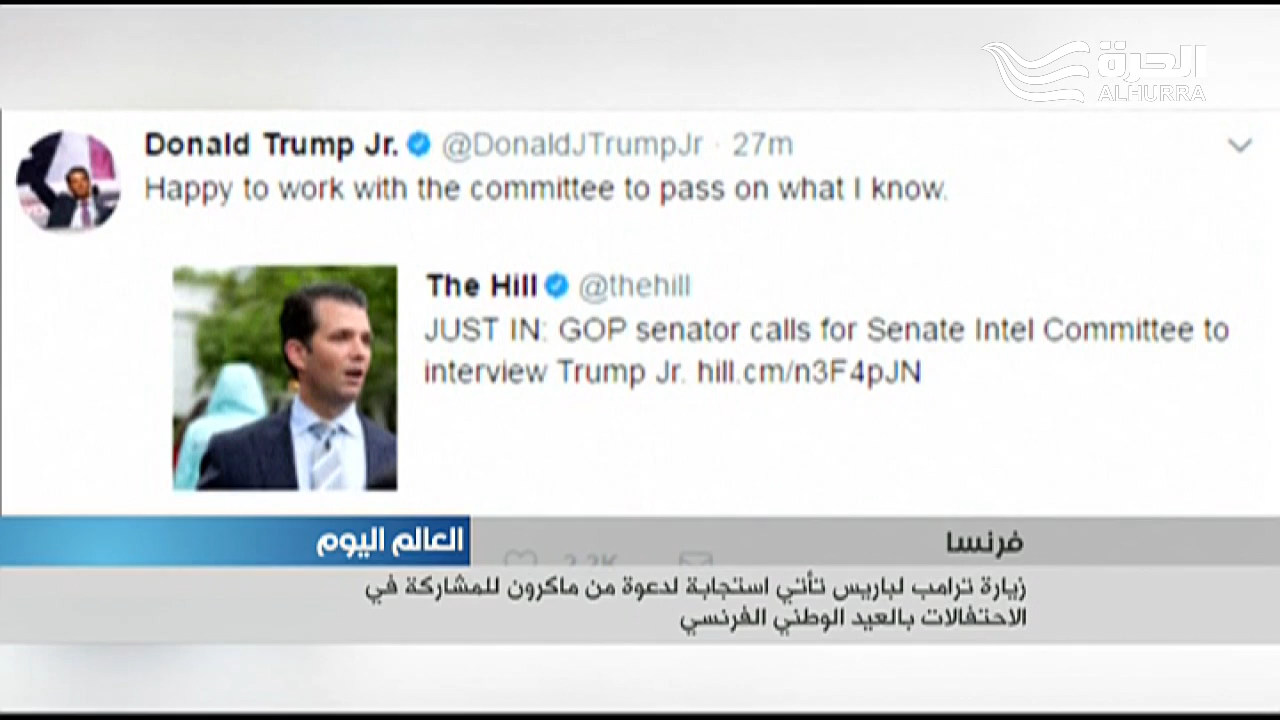 الحرة
ALHURRA
Donald Trump Jr. @DonaldJTrumpJr · 27m
Happy to work with the committee to pass on what I know.
The Hill @thehill
JUST IN: GOP senator calls for Senate Intel Committee to
interview Trump Jr. hill.cm/n3F4pJN
العالم اليوم
فرنسا
زيارة ترامب لباريس تأتي استجابة لدعوة من ماكرون للمشاركة في
الاحتفالات بالعيد الوطني الفرنسي